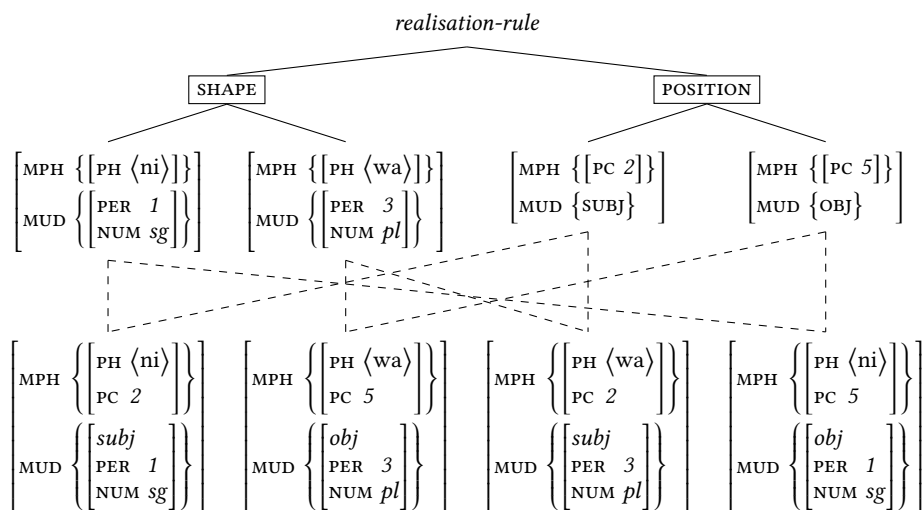 realisation-rule
SHAPE POSITION
MPH {[PH ⟨ni⟩]} MPH {[PH ⟨wa⟩]} MPH {[PC 2]} MPH {[PC 5]}
MUD {[PER 1 NUM sg]} MUD {[PER 3 NUM pl]} MUD {SUBJ} MUD {OBJ}
MPH {[PH ⟨ni⟩ PC 2]} MPH {[PH ⟨wa⟩ PC 5]} MPH {[PH ⟨wa⟩ PC 2]} MPH {[PH ⟨ni⟩ PC 5]}
MUD {[subj PER 1 NUM sg]} MUD {[obj PER 3 NUM pl]} MUD {[subj PER 3 NUM pl]} MUD {[obj PER 1 NUM sg]}